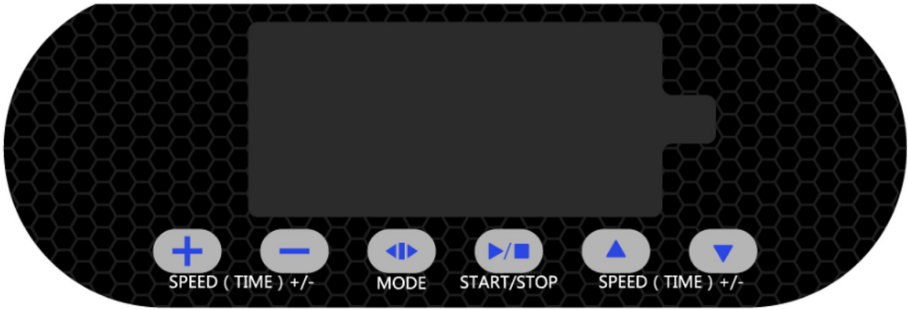 SPEED ( TIME ) +/-
MODE
START/STOP
SPEED ( TIME ) +/-